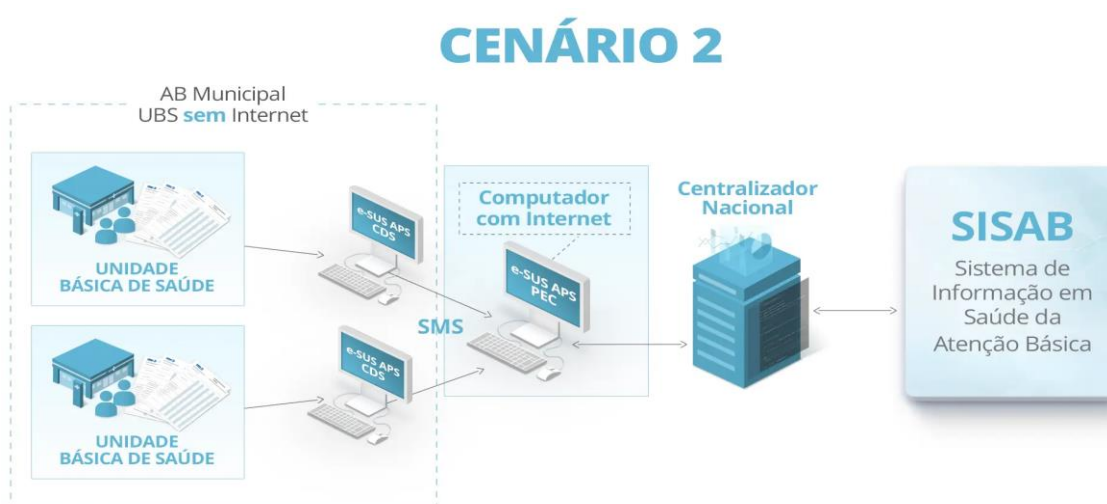 CENÁRIO 2
AB Municipal
UBS sem Internet
UNIDADE
BÁSICA DE SAÚDE
e-SUS APS
CDS
UNIDADE
BÁSICA DE SAÚDE
e-SUS APS
CDS
SMS
Computador
com Internet
e-SUS APS
PEC
Centralizador
Nacional
SISAB
Sistema de
Informação em
Saúde da
Atenção Básica